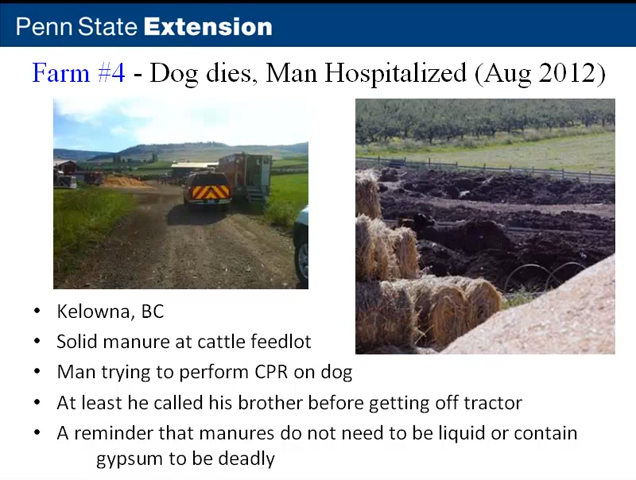 Penn State Extension
Farm #4 - Dog dies, Man Hospitalized (Aug 2012)
• Kelowna, BC
• Solid manure at cattle feedlot
• Man trying to perform CPR on dog
• At least he called his brother before getting off tractor
• A reminder that manures do not need to be liquid or contain
gypsum to be deadly